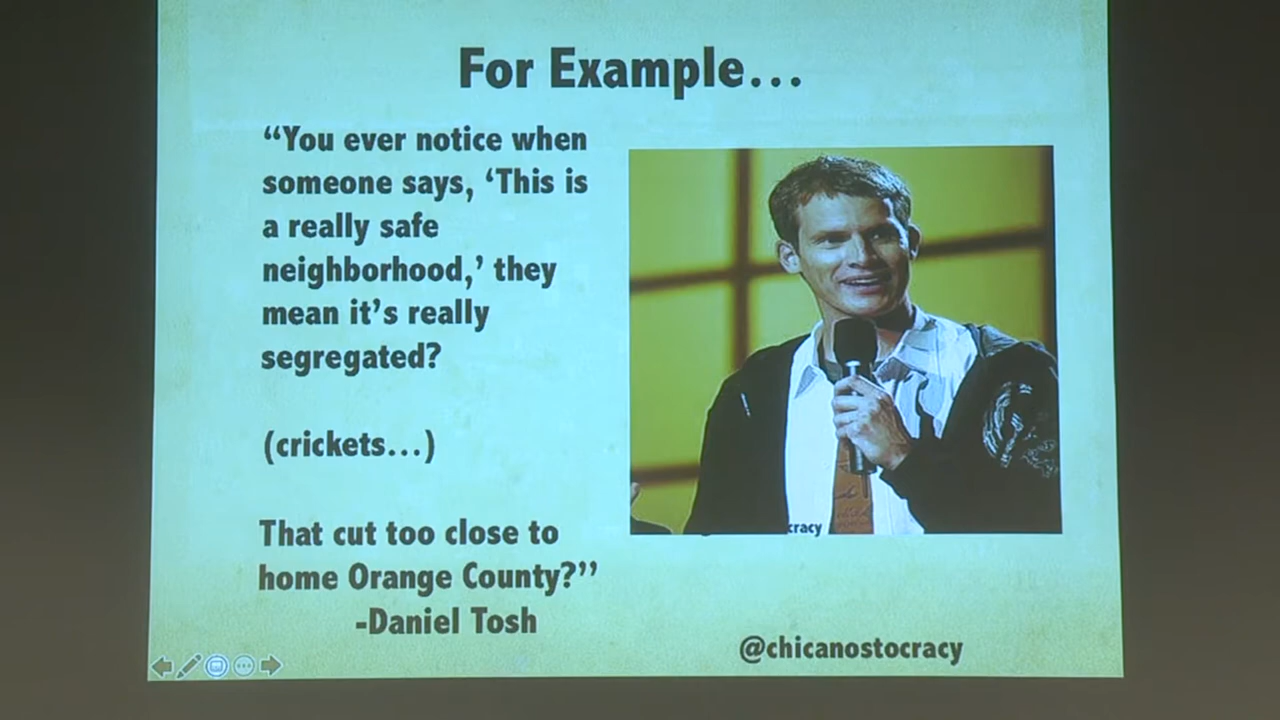 For Example...
“You ever notice when
someone says, ‘This is
a really safe
neighborhood,’ they
mean it’s really
segregated?
(crickets...)
That cut too close to
home Orange County?”
-Daniel Tosh
cracy
@chicanostocracy